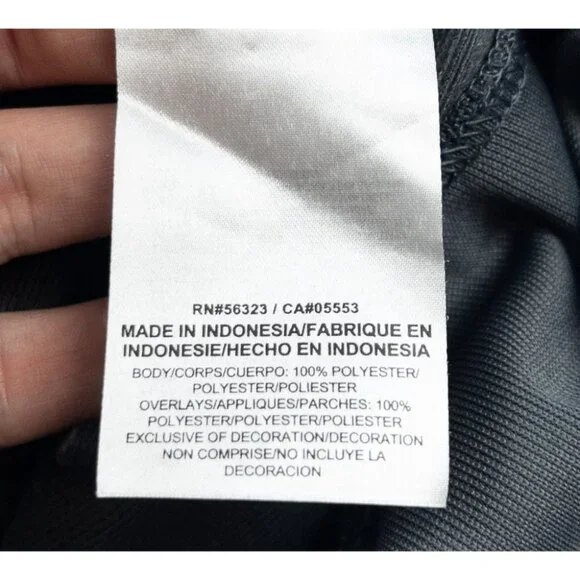 RN#56323 / CA#05553
MADE IN INDONESIA/FABRIQUE EN
INDONESIE/HECHO EN INDONESIA
BODY/CORPS/CUERPO: 100% POLYESTER/
POLYESTER/POLIESTER
OVERLAYS/APPLIQUES/PARCHES: 100%
POLYESTER/POLYESTER/POLIESTER
EXCLUSIVE OF DECORATION/DECORATION
NON COMPRISE/NO INCLUYE LA
DECORACION